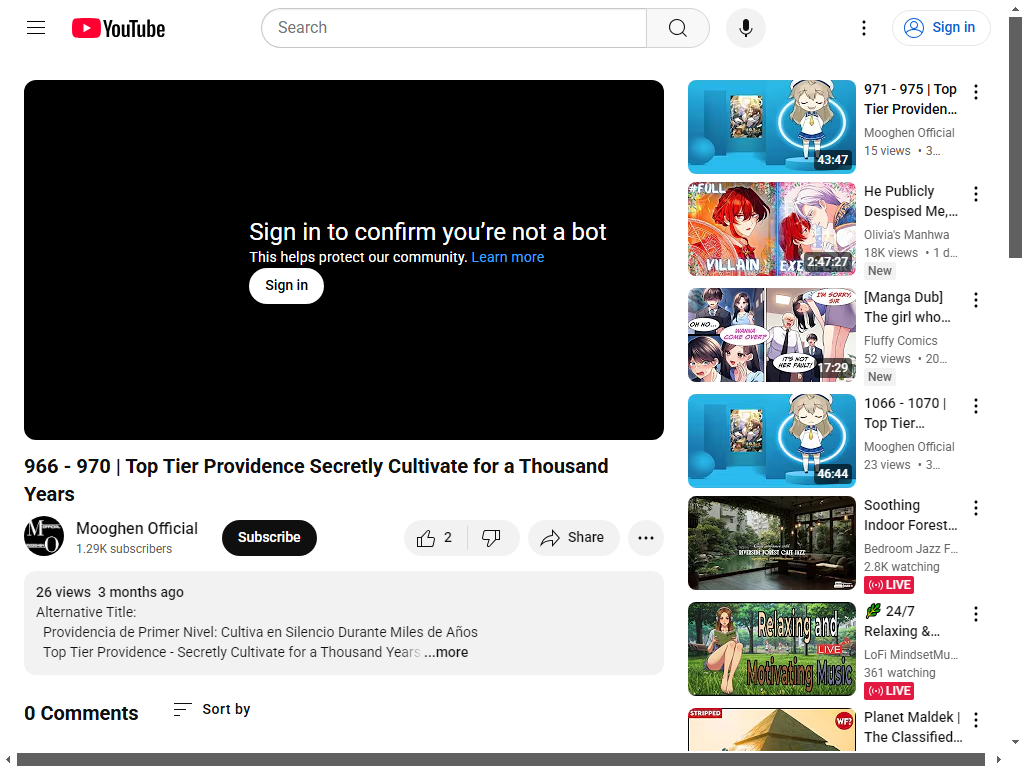 YouTube
Search
Sign in
Sign in to confirm you're not a bot
This helps protect our community. Learn more
Sign in
966 - 970 | Top Tier Providence Secretly Cultivate for a Thousand
Years
Mooghen Official
1.29K subscribers
Subscribe
2
Share
26 views 3 months ago
Alternative Title:
Providencia de Primer Nivel: Cultiva en Silencio Durante Miles de Años
Top Tier Providence - Secretly Cultivate for a Thousand Years ...more
0 Comments
Sort by
43:47
971 - 975 | Top
Tier Providen...
Mooghen Official
15 views • 3...
#FULL
VILLAIN
2:47:27
He Publicly
Despised Me,...
Olivia's Manhwa
18K views • 1 d...
New
OH NO...
WANNA
COME OVER?
I'M SORRY,
SIR
IT'S NOT
HER FAULT!
17:29
[Manga Dub]
The girl who...
Fluffy Comics
52 views • 20...
New
46:44
1066 - 1070 |
Top Tier...
Mooghen Official
23 views • 3...
RIVERSIDE FOREST CAFE JAZZ
Soothing
Indoor Forest...
Bedroom Jazz F...
2.8K watching
LIVE
Relaxing and
LIVE
Motivating Music
24/7
Relaxing &...
LoFi MindsetMu...
361 watching
LIVE
STRIPPED
WF?
Planet Maldek |
The Classified...